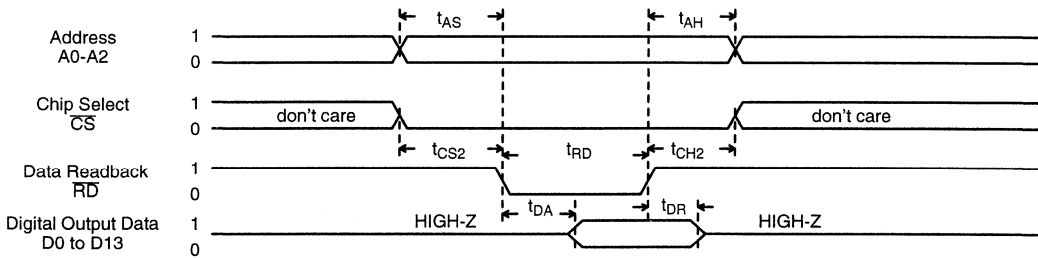 tAS tAH
Address
A0-A2
1
0
Chip Select
CS
1
0
don't care don't care
tCS2 tRD tCH2
Data Readback
RD
1
0
tDA tDR
Digital Output Data
D0 to D13
1
0
HIGH-Z HIGH-Z